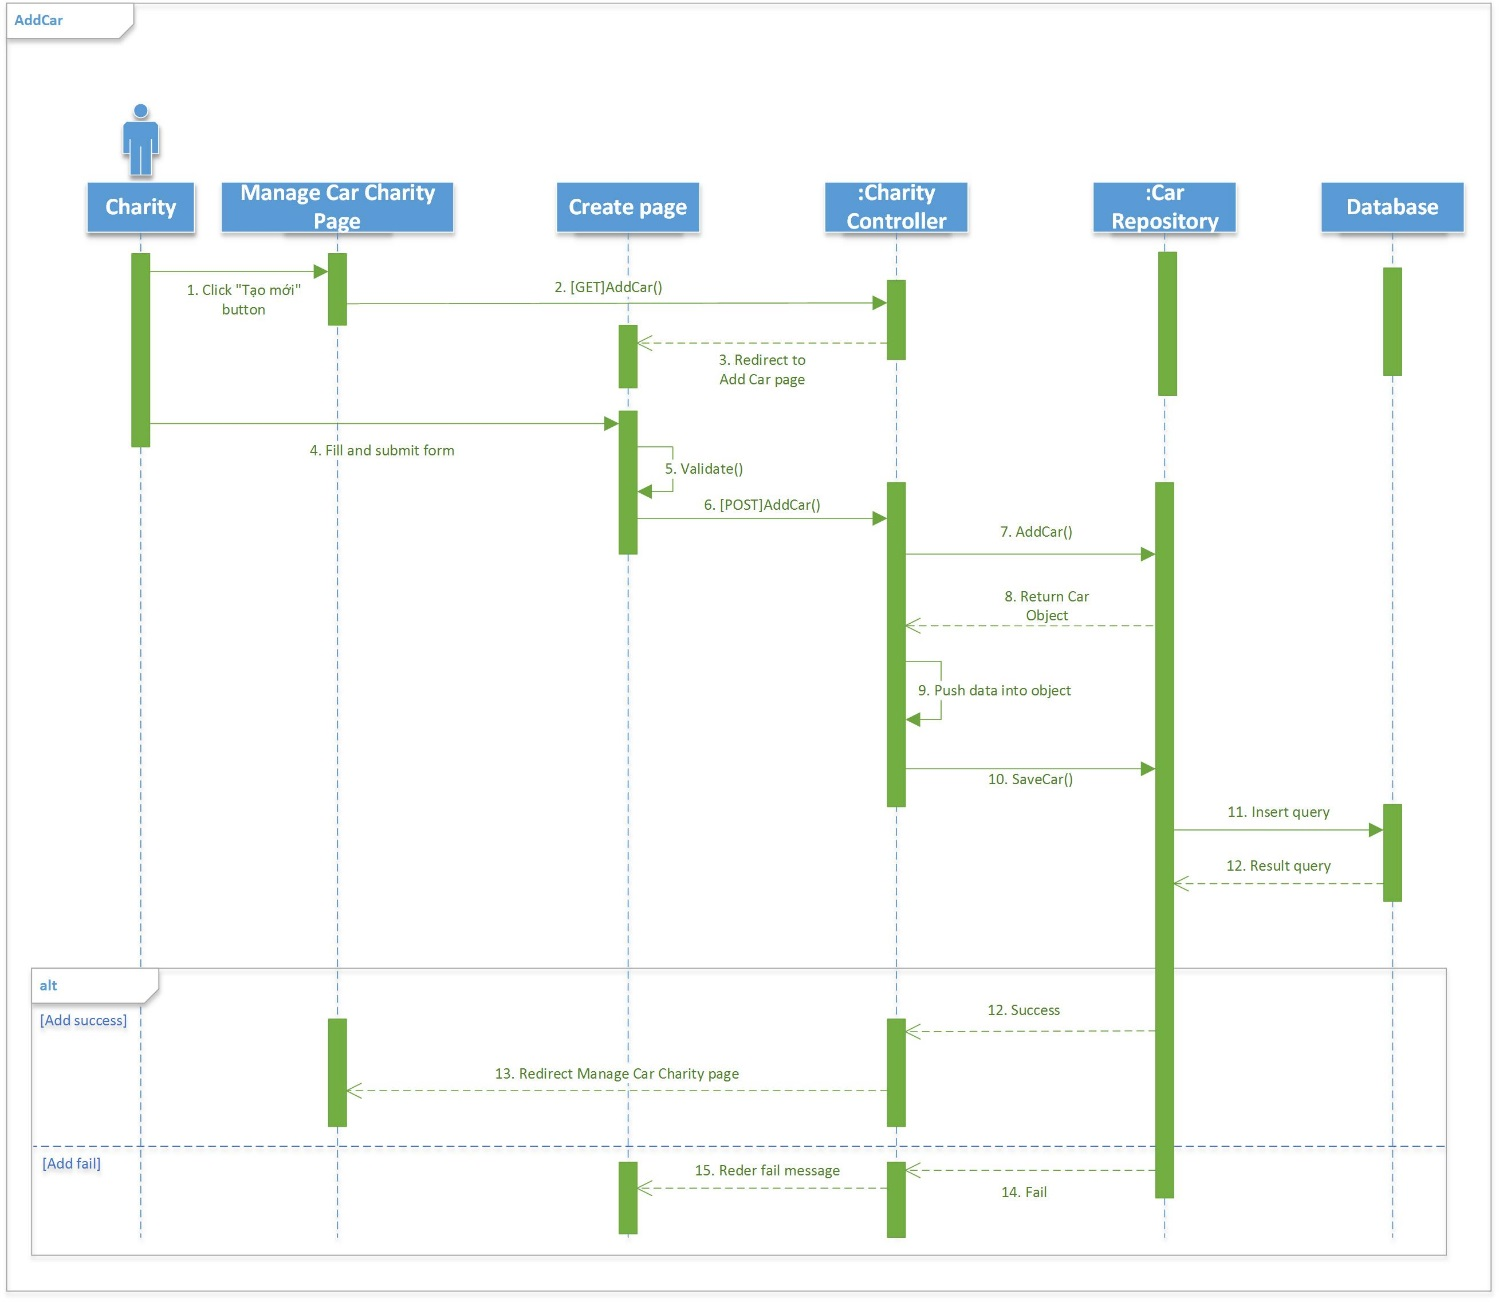 AddCar
Charity
Manage Car Charity
Page
Create page
:Charity
Controller
:Car
Repository
Database
1. Click "Tạo mới"
button
2. [GET]AddCar()
3. Redirect to
Add Car page
4. Fill and submit form
5. Validate()
6. [POST]AddCar()
7. AddCar()
8. Return Car
Object
9. Push data into object
10. SaveCar()
11. Insert query
12. Result query
alt
[Add success]
12. Success
13. Redirect Manage Car Charity page
[Add fail]
15. Reder fail message
14. Fail